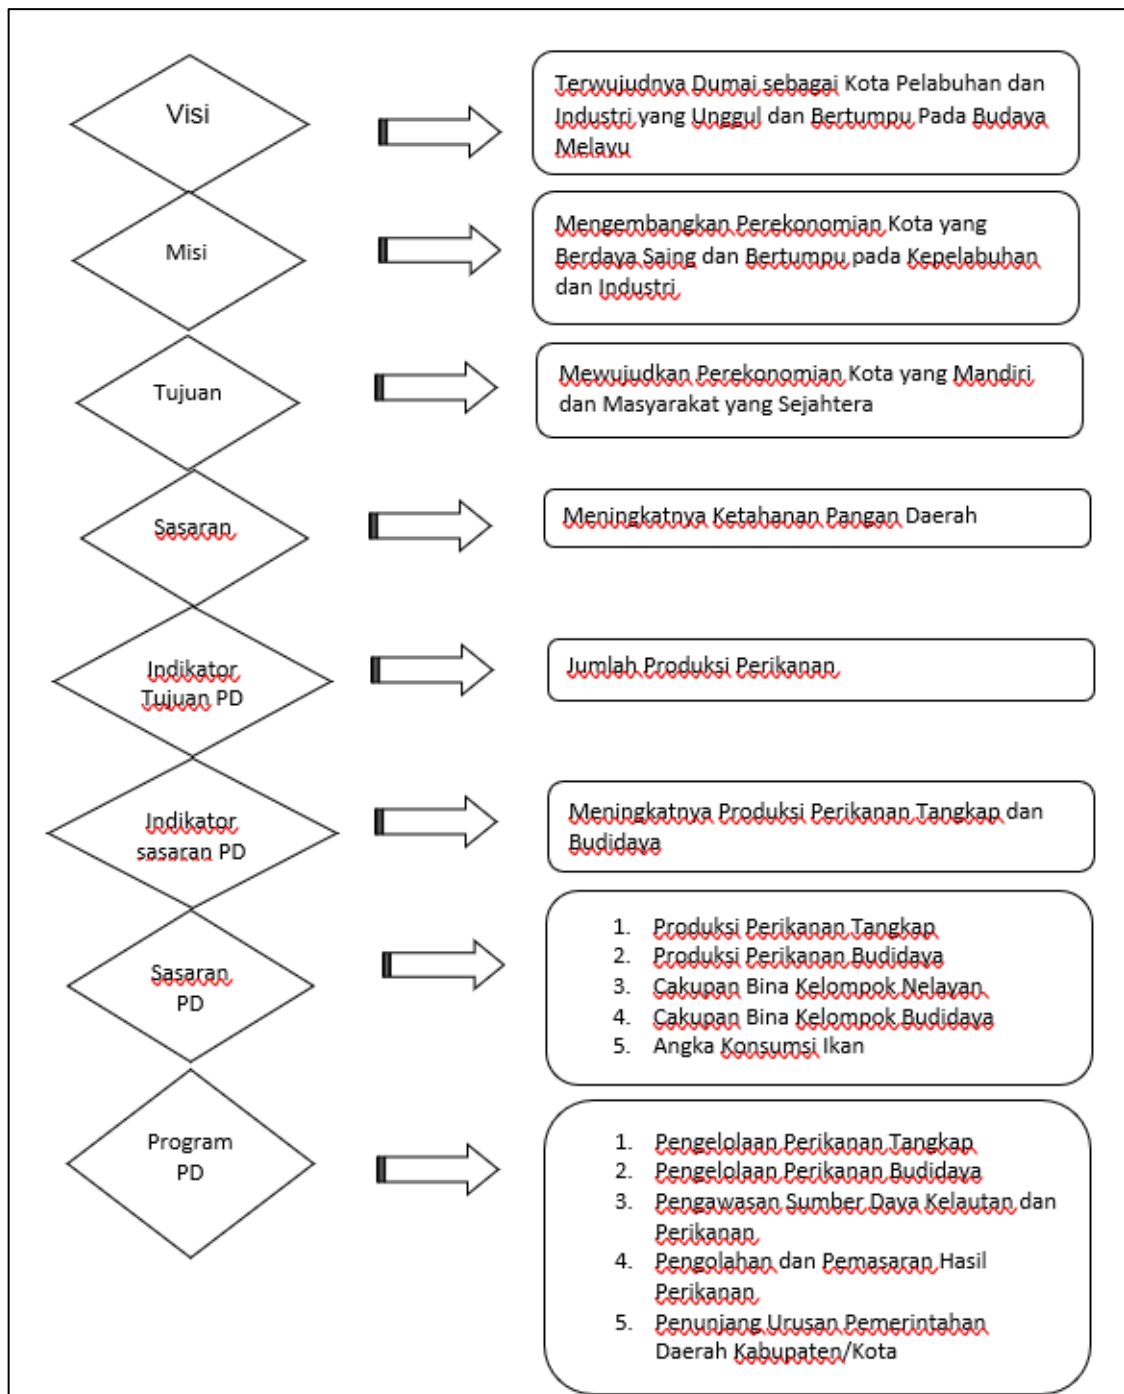 Visi
Terwujudnya Dumai sebagai Kota Pelabuhan dan
Industri yang Unggul dan Bertumpu Pada Budaya
Melayu
Misi
Mengembangkan Perekonomian Kota yang
Berdaya Saing dan Bertumpu pada Kepelabuhan
dan Industri
Tujuan
Mewujudkan Perekonomian Kota yang Mandiri
dan Masyarakat yang Sejahtera
Sasaran
Meningkatnya Ketahanan Pangan Daerah
Indikator
Tujuan PD
Jumlah Produksi Perikanan
Indikator
sasaran PD
Meningkatnya Produksi Perikanan Tangkap dan
Budidaya
Sasaran
PD
1. Produksi Perikanan Tangkap
2. Produksi Perikanan Budidaya
3. Cakupan Bina Kelompok Nelayan
4. Cakupan Bina Kelompok Budidaya
5. Angka Konsumsi Ikan
Program
PD
1. Pengelolaan Perikanan Tangkap
2. Pengelolaan Perikanan Budidaya
3. Pengawasan Sumber Daya Kelautan dan
Perikanan
4. Pengolahan dan Pemasaran Hasil
Perikanan
5. Penunjang Urusan Pemerintahan
Daerah Kabupaten/Kota